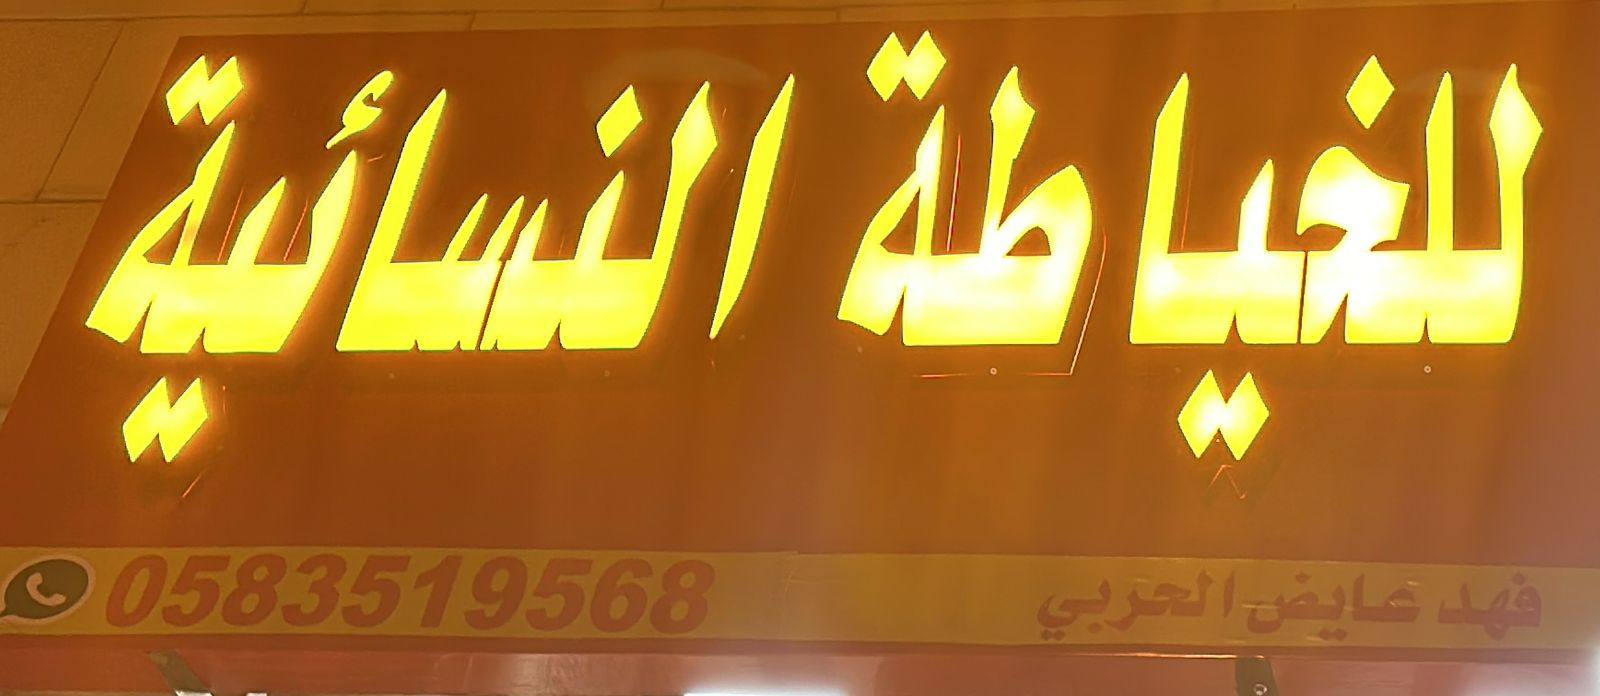 للخياطة النسائية
فهد عايض الحربي 0583519568